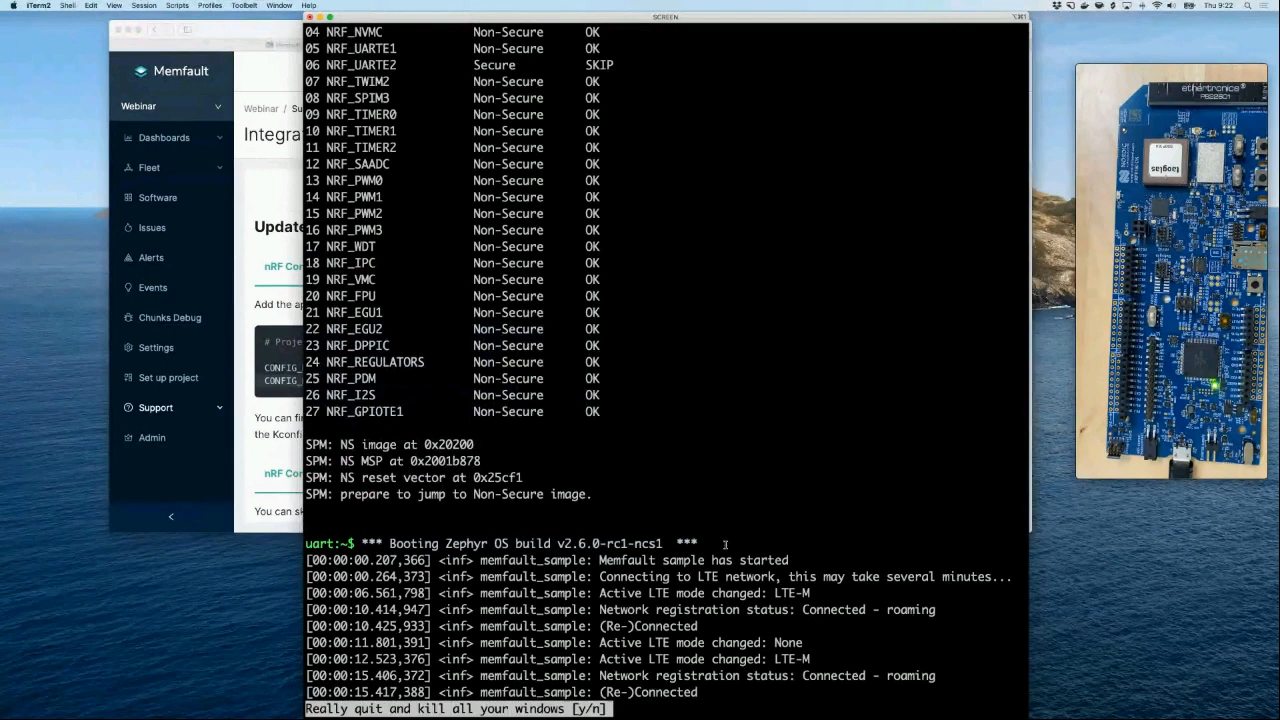 iTerm2 Shell Edit View Session Scripts Profiles Toolbelt Window Help
Thu 9:22
SCREEN
⌥⌘1
Memfault
Webinar
Dashboards
Fleet
Software
Issues
Alerts
Events
Chunks Debug
Settings
Set up project
Support
Admin
Webinar / Su
Integra
Update
nRF Con
Add the ap
# Proje
CONFIG_
CONFIG_
You can fin
the Kconfi
nRF Con
You can sk
04 NRF_NVMC Non-Secure OK
05 NRF_UARTE1 Non-Secure OK
06 NRF_UARTE2 Secure SKIP
07 NRF_TWIM2 Non-Secure OK
08 NRF_SPIM3 Non-Secure OK
09 NRF_TIMER0 Non-Secure OK
10 NRF_TIMER1 Non-Secure OK
11 NRF_TIMER2 Non-Secure OK
12 NRF_SAADC Non-Secure OK
13 NRF_PWM0 Non-Secure OK
14 NRF_PWM1 Non-Secure OK
15 NRF_PWM2 Non-Secure OK
16 NRF_PWM3 Non-Secure OK
17 NRF_WDT Non-Secure OK
18 NRF_IPC Non-Secure OK
19 NRF_VMC Non-Secure OK
20 NRF_FPU Non-Secure OK
21 NRF_EGU1 Non-Secure OK
22 NRF_EGU2 Non-Secure OK
23 NRF_DPPIC Non-Secure OK
24 NRF_REGULATORS Non-Secure OK
25 NRF_PDM Non-Secure OK
26 NRF_I2S Non-Secure OK
27 NRF_GPIOTE1 Non-Secure OK
SPM: NS image at 0x20200
SPM: NS MSP at 0x2001b878
SPM: NS reset vector at 0x25cf1
SPM: prepare to jump to Non-Secure image.
uart:~$ *** Booting Zephyr OS build v2.6.0-rc1-ncs1 ***
[00:00:00.207,366] <inf> memfault_sample: Memfault sample has started
[00:00:00.264,373] <inf> memfault_sample: Connecting to LTE network, this may take several minutes...
[00:00:06.561,798] <inf> memfault_sample: Active LTE mode changed: LTE-M
[00:00:10.414,947] <inf> memfault_sample: Network registration status: Connected - roaming
[00:00:10.425,933] <inf> memfault_sample: (Re-)Connected
[00:00:11.801,391] <inf> memfault_sample: Active LTE mode changed: None
[00:00:12.523,376] <inf> memfault_sample: Active LTE mode changed: LTE-M
[00:00:15.406,372] <inf> memfault_sample: Network registration status: Connected - roaming
[00:00:15.417,388] <inf> memfault_sample: (Re-)Connected
Really quit and kill all your windows [y/n]
ethertronics®
taoglas